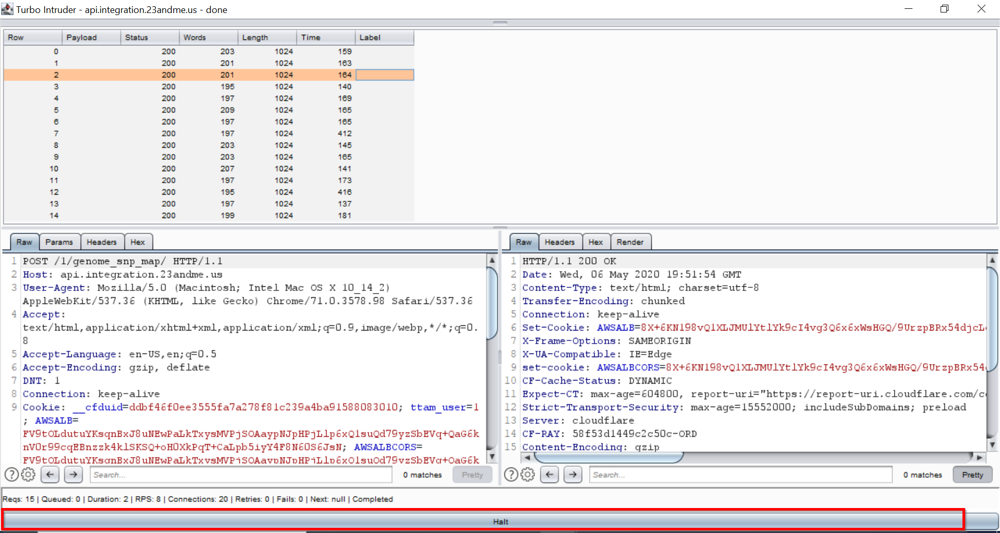 Turbo Intruder - api.integration.23andme.us - done
Row Payload Status Words Length Time Label
0 200 203 1024 159
1 200 201 1024 163
2 200 201 1024 164
3 200 195 1024 140
4 200 197 1024 169
5 200 209 1024 165
6 200 197 1024 165
7 200 197 1024 412
8 200 203 1024 145
9 200 203 1024 165
10 200 207 1024 141
11 200 197 1024 173
12 200 195 1024 416
13 200 197 1024 137
14 200 199 1024 181
Raw Params Headers Hex
1 POST /1/genome_snp_map/ HTTP/1.1
2 Host: api.integration.23andme.us
3 User-Agent: Mozilla/5.0 (Macintosh; Intel Mac OS X 10_14_2)
AppleWebKit/537.36 (KHTML, like Gecko) Chrome/71.0.3578.98 Safari/537.36
4 Accept:
text/html,application/xhtml+xml,application/xml;q=0.9,image/webp,*/*;q=0.
8
5 Accept-Language: en-US,en;q=0.5
6 Accept-Encoding: gzip, deflate
7 DNT: 1
8 Connection: keep-alive
9 Cookie: __cfduid=ddbf46f0ee3555fa7a278f81c239a4ba91588083010; ttam_user=1
; AWSALB=
FV9tOLdutuYKsqnBxJ8uNEwPaLkTxysMVPjSOAaypNJpHPjLlp6xQ1suQd79yzSbEVq+QaG6k
nV0r99cqEBnzzk4klSKSQ+oH0XkPqT+CaLpb5iyY4F8N6OS6JsN; AWSALBCORS=
FV9tOLdutuYKsqnBxJ8uNEwPaLkTxysMVPjSOAaypNJpHPjLlp6xQ1suQd79yzSbEVq+QaG6k
Search... 0 matches Pretty
Raw Headers Hex Render
1 HTTP/1.1 200 OK
2 Date: Wed, 06 May 2020 19:51:54 GMT
3 Content-Type: text/html; charset=utf-8
4 Transfer-Encoding: chunked
5 Connection: keep-alive
6 Set-Cookie: AWSALB=8X+6KN198vQ1XLJMUlYtlYk9cI4vg3Q6x6xWsHGQ/9UrzpBRx54djcL
7 X-Frame-Options: SAMEORIGIN
8 X-UA-Compatible: IE=Edge
9 set-cookie: AWSALBCORS=8X+6KN198vQ1XLJMUlYtlYk9cI4vg3Q6x6xWsHGQ/9UrzpBRx54
10 CF-Cache-Status: DYNAMIC
11 Expect-CT: max-age=604800, report-uri="https://report-uri.cloudflare.com/c
12 Strict-Transport-Security: max-age=15552000; includeSubDomains; preload
13 Server: cloudflare
14 CF-RAY: 58f53d1449c2c50c-ORD
15 Content-Encoding: gzip
Search... 0 matches Pretty
Reqs: 15 | Queued: 0 | Duration: 2 | RPS: 8 | Connections: 20 | Retries: 0 | Fails: 0 | Next: null | Completed
Halt